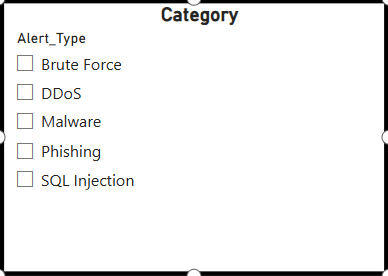 Category
Alert_Type
Brute Force
DDoS
Malware
Phishing
SQL Injection